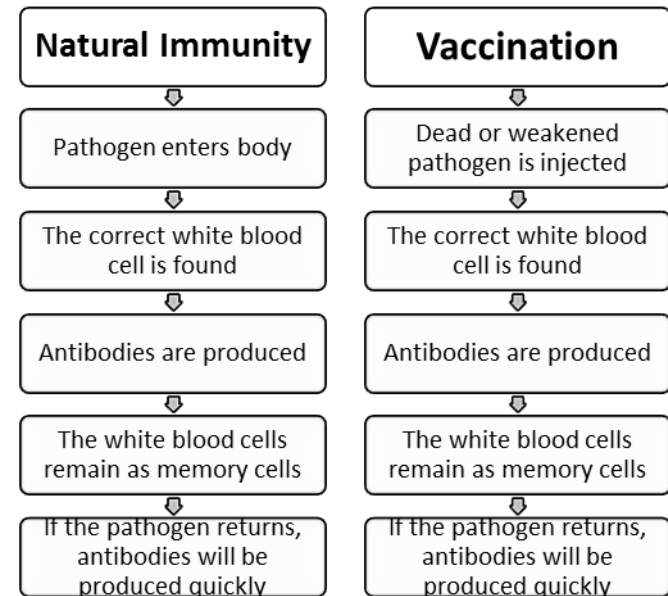 Natural Immunity
Pathogen enters body
The correct white blood
cell is found
Antibodies are produced
The white blood cells
remain as memory cells
If the pathogen returns,
antibodies will be
produced quickly
Vaccination
Dead or weakened
pathogen is injected
The correct white blood
cell is found
Antibodies are produced
The white blood cells
remain as memory cells
If the pathogen returns,
antibodies will be
produced quickly